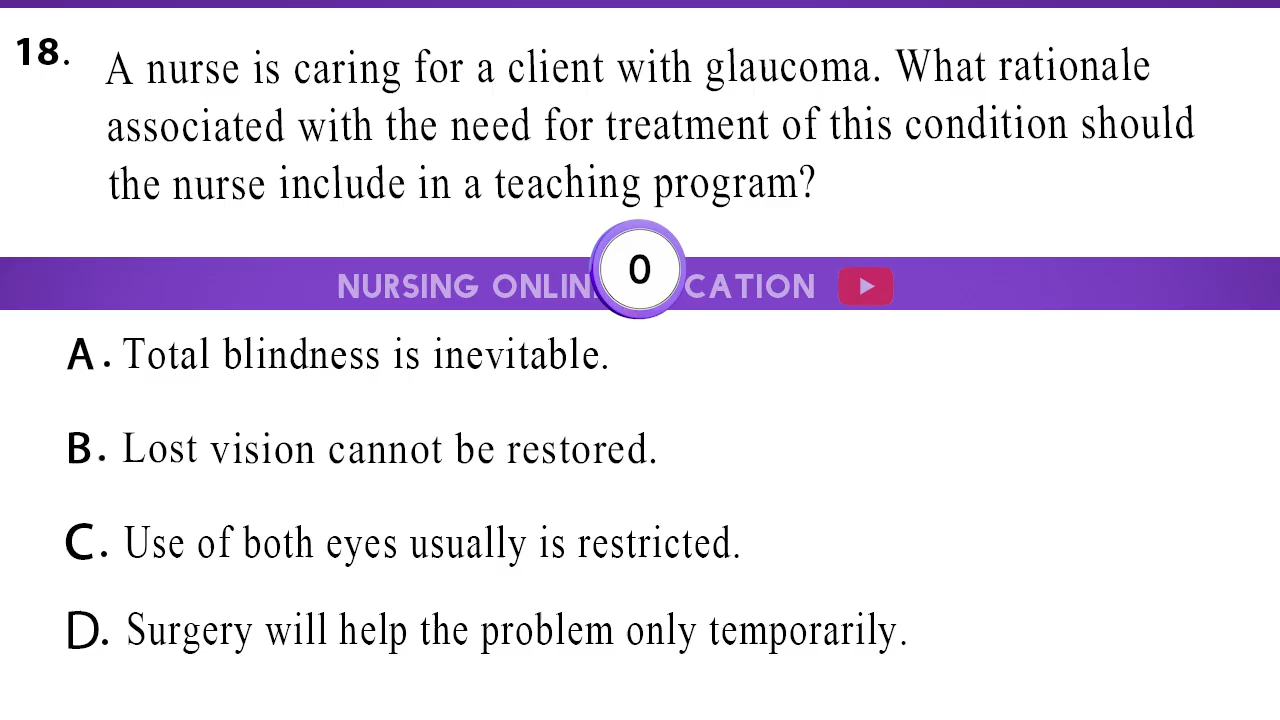 18.
A nurse is caring for a client with glaucoma. What rationale
associated with the need for treatment of this condition should
the nurse include in a teaching program?
0
NURSING ONLIN CATION
A. Total blindness is inevitable.
B. Lost vision cannot be restored.
C. Use of both eyes usually is restricted.
D. Surgery will help the problem only temporarily.